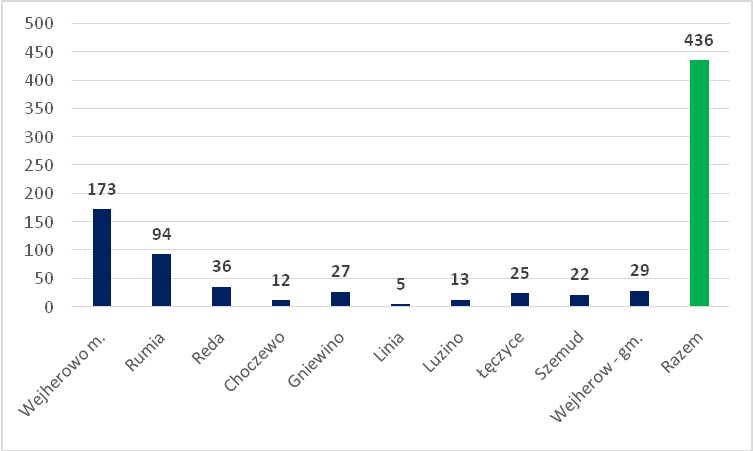 500
450
400
350
300
250
200
150
100
50
0
173
94
36
12
27
5
13
25
22
29
436
Wejherowo m.
Rumia
Reda
Choczewo
Gniewino
Linia
Luzino
Łęczyce
Szemud
Wejherow - gm.
Razem